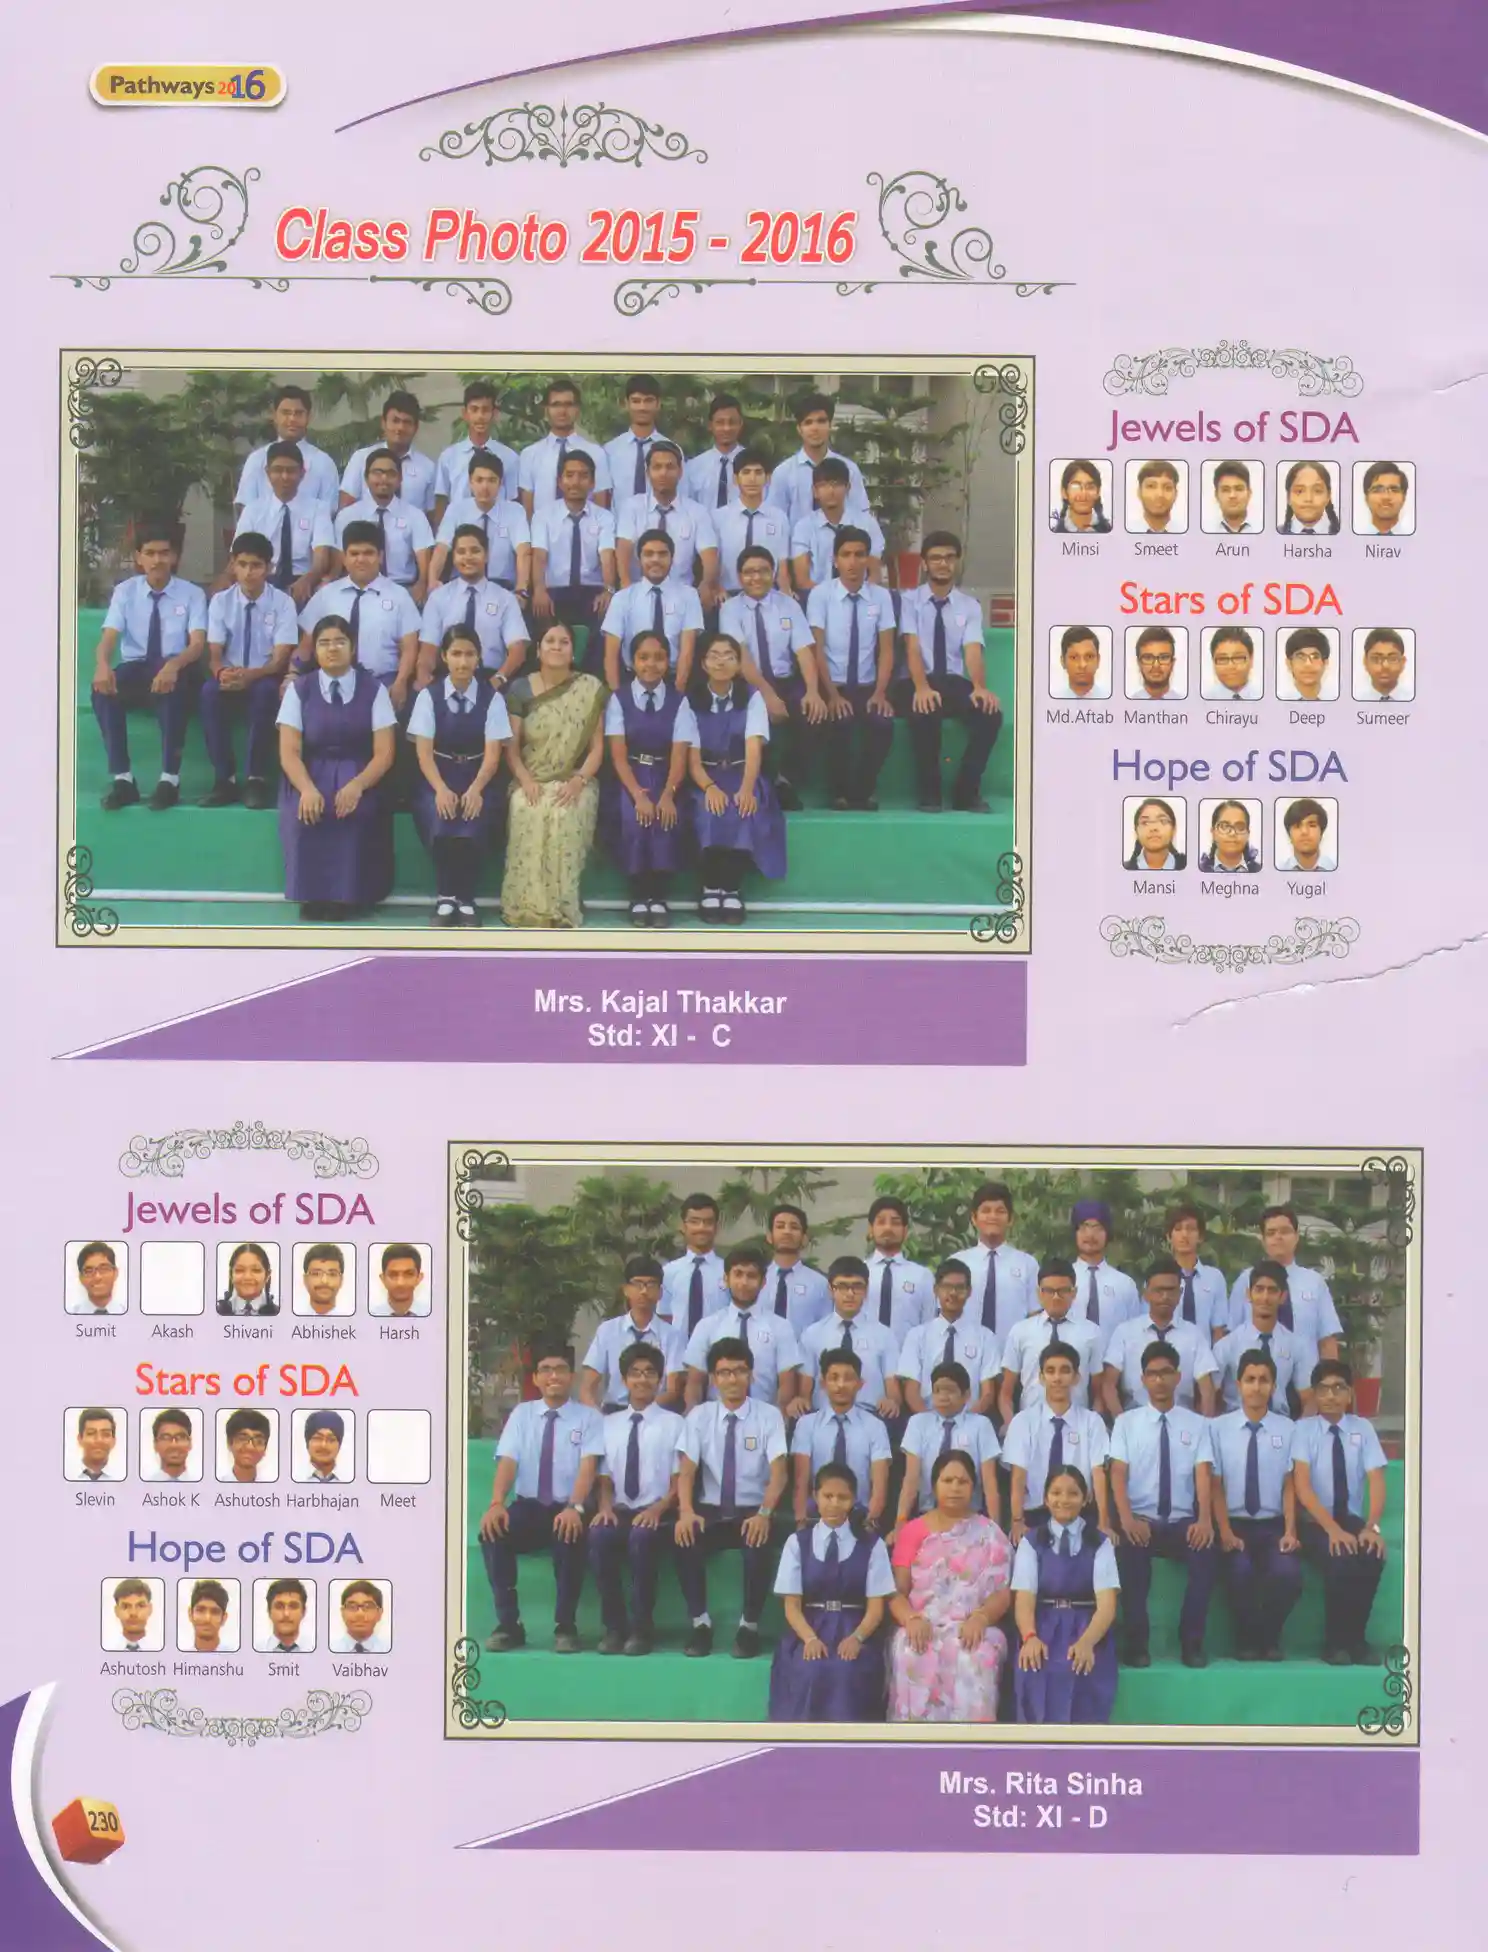 Pathways 2016
Class Photo 2015 - 2016
Jewels of SDA
Minsi Smeet Arun Harsha Nirav
Stars of SDA
Md.Aftab Manthan Chirayu Deep Sumeer
Hope of SDA
Mansi Meghna Yugal
Mrs. Kajal Thakkar
Std: XI - C
Jewels of SDA
Sumit Akash Shivani Abhishek Harsh
Stars of SDA
Slevin Ashok K Ashutosh Harbhajan Meet
Hope of SDA
Ashutosh Himanshu Smit Vaibhav
Mrs. Rita Sinha
Std: XI - D
230